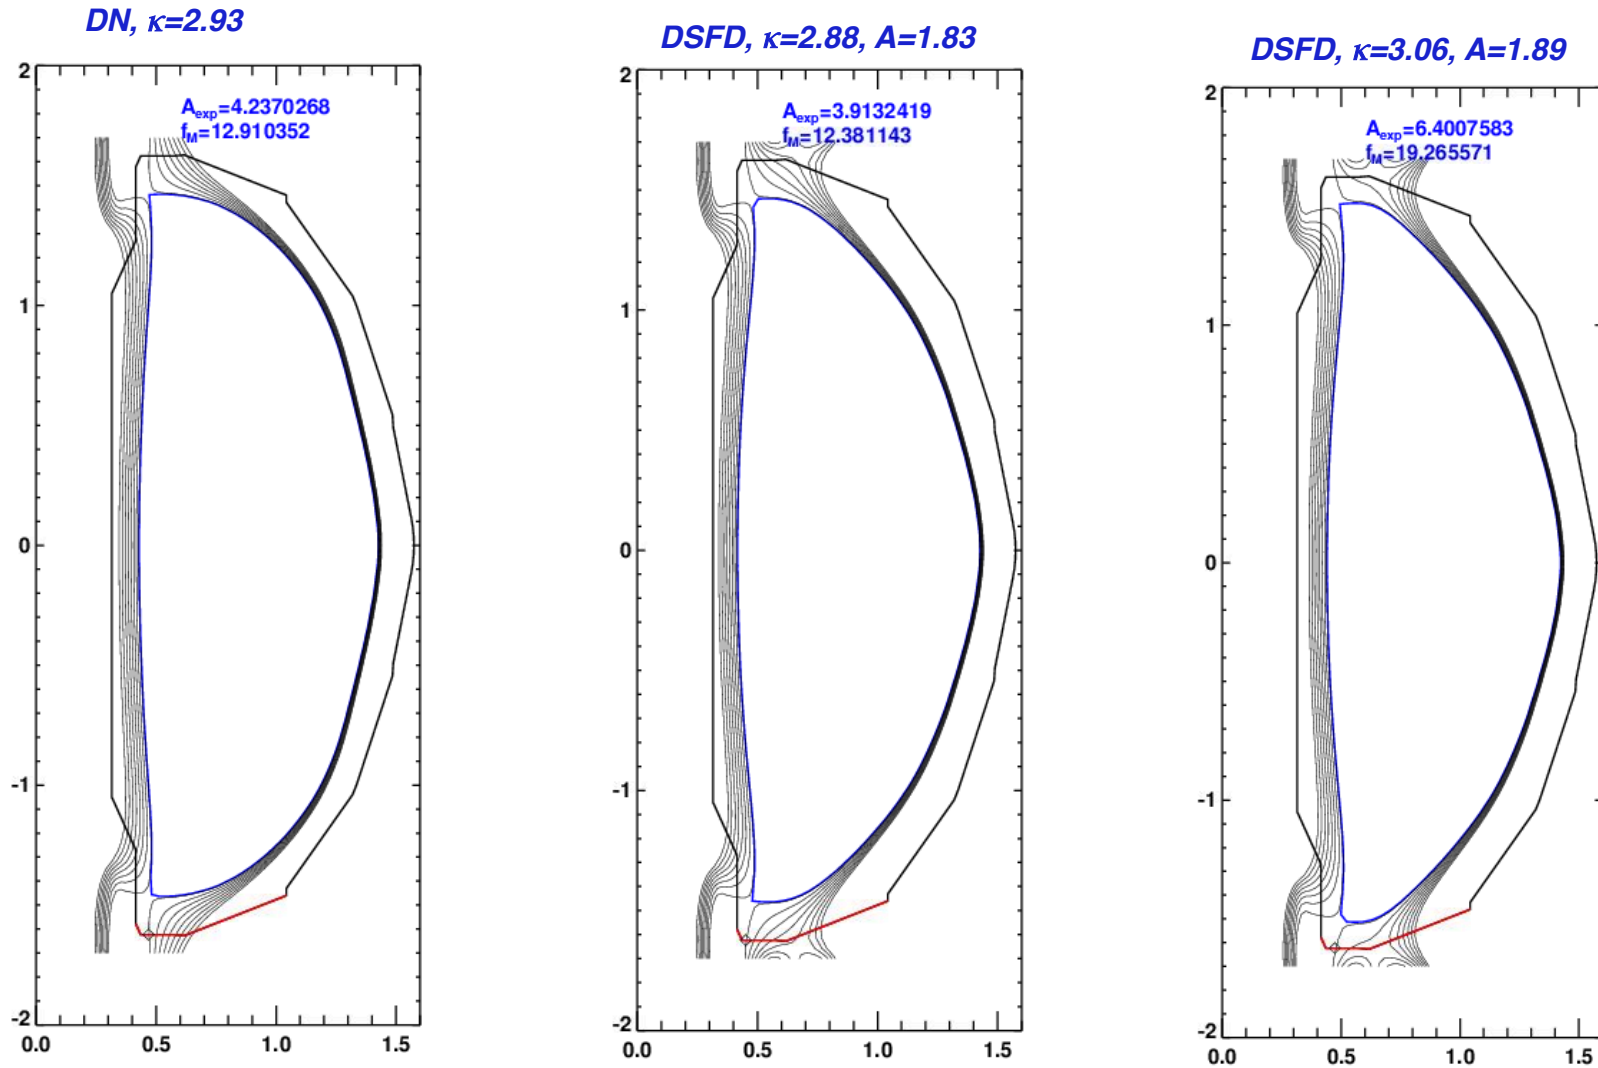 DN, κ=2.93
2
1
0
-1
-2
0.0 0.5 1.0 1.5
Aexp=4.2370268
fM=12.910352
DSFD, κ=2.88, A=1.83
2
1
0
-1
-2
0.0 0.5 1.0 1.5
Aexp=3.9132419
fM=12.381143
DSFD, κ=3.06, A=1.89
2
1
0
-1
-2
0.0 0.5 1.0 1.5
Aexp=6.4007583
fM=19.265571